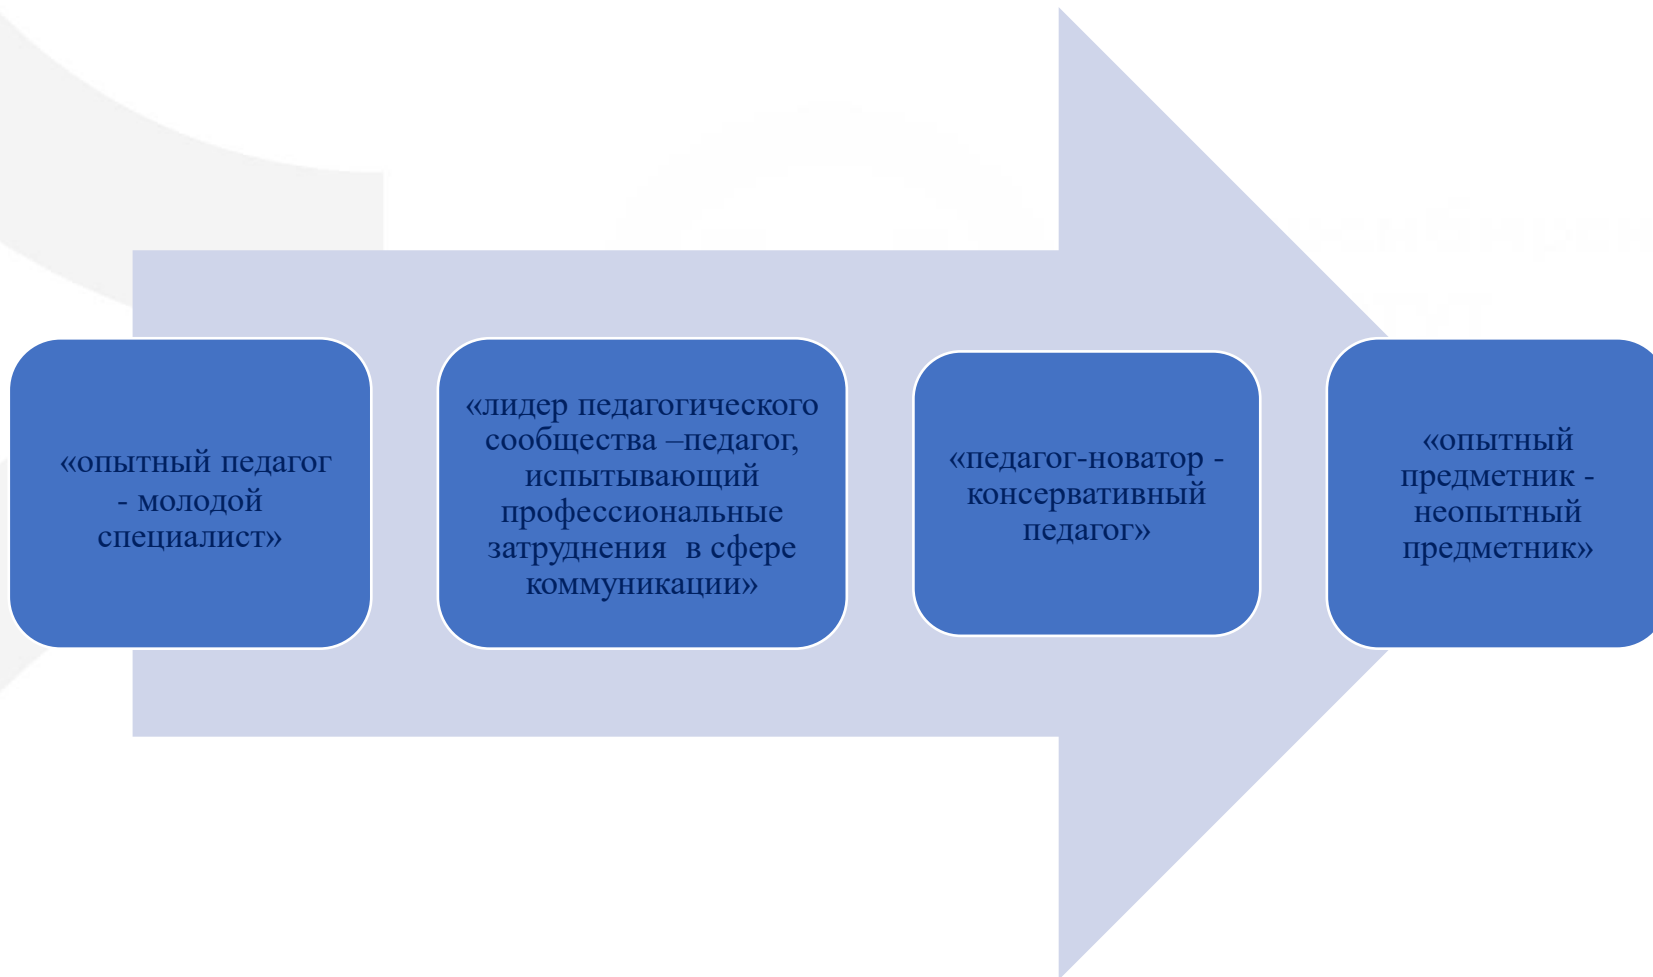 «опытный педагог
- молодой
специалист»
«лидер педагогического
сообщества –педагог,
испытывающий
профессиональные
затруднения  в сфере
коммуникации»
«педагог-новатор -
консервативный
педагог»
«опытный
предметник -
неопытный
предметник»